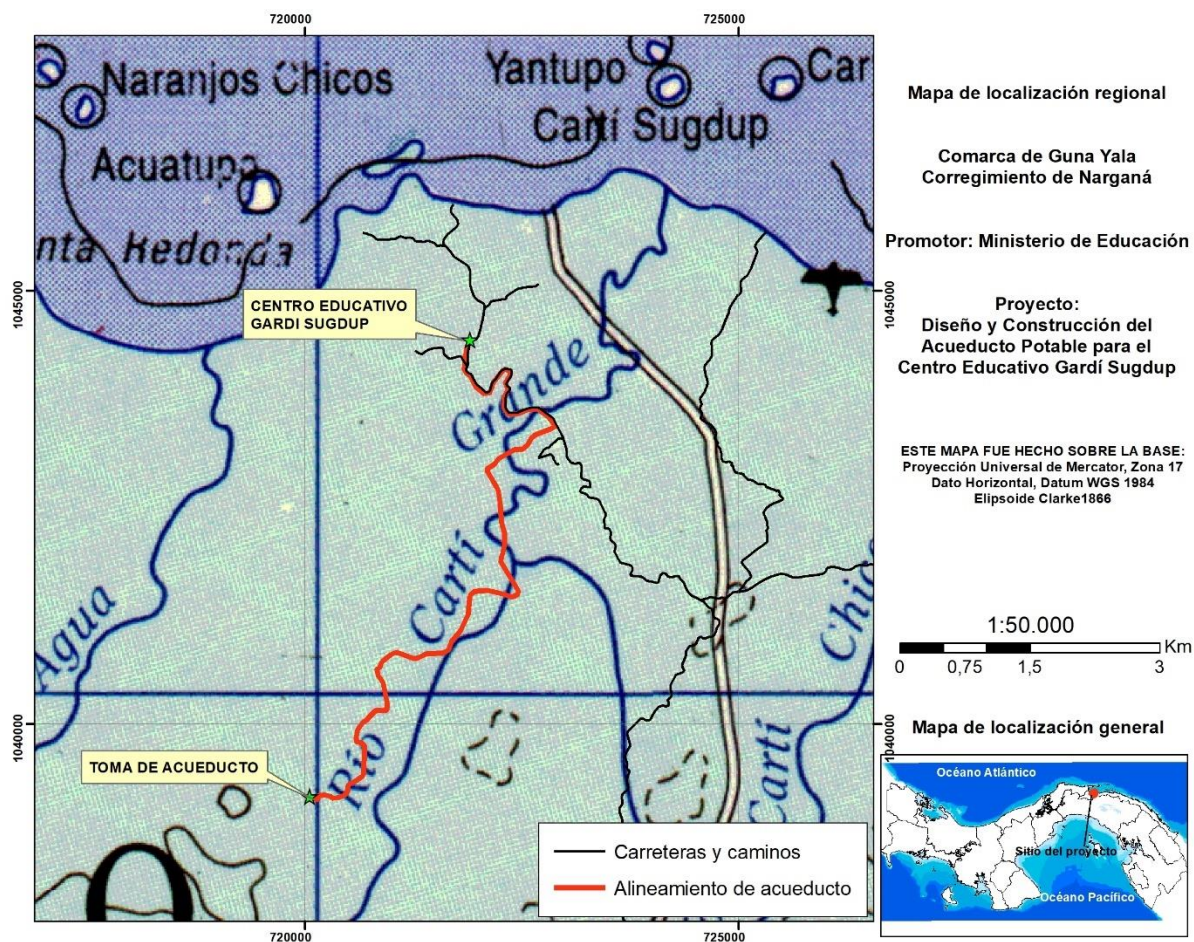 720000
725000
Naranjos Chicos
Yantupo
Car
Cartí Sugdup
Acuatupo
nta Redonda
1045000
1045000
CENTRO EDUCATIVO
GARDI SUGDUP
Grande
Cartí
Agua
Chico
Río
Cartí
1040000
1040000
TOMA DE ACUEDUCTO
O
Carreteras y caminos
Alineamiento de acueducto
720000
725000
Mapa de localización regional
Comarca de Guna Yala
Corregimiento de Narganá
Promotor: Ministerio de Educación
Proyecto:
Diseño y Construcción del
Acueducto Potable para el
Centro Educativo Gardí Sugdup
ESTE MAPA FUE HECHO SOBRE LA BASE:
Proyección Universal de Mercator, Zona 17
Dato Horizontal, Datum WGS 1984
Elipsoide Clarke1866
1:50.000
Km
0 0,75 1,5 3
Mapa de localización general
Océano Atlántico
Sitio del proyecto
Océano Pacífico